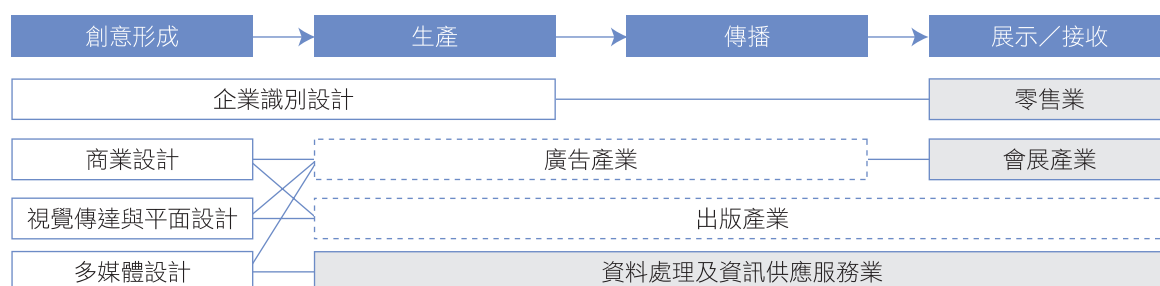 創意形成 生產 傳播 展示／接收
企業識別設計 零售業
商業設計 廣告產業 會展產業
視覺傳達與平面設計 出版產業
多媒體設計 資料處理及資訊供應服務業